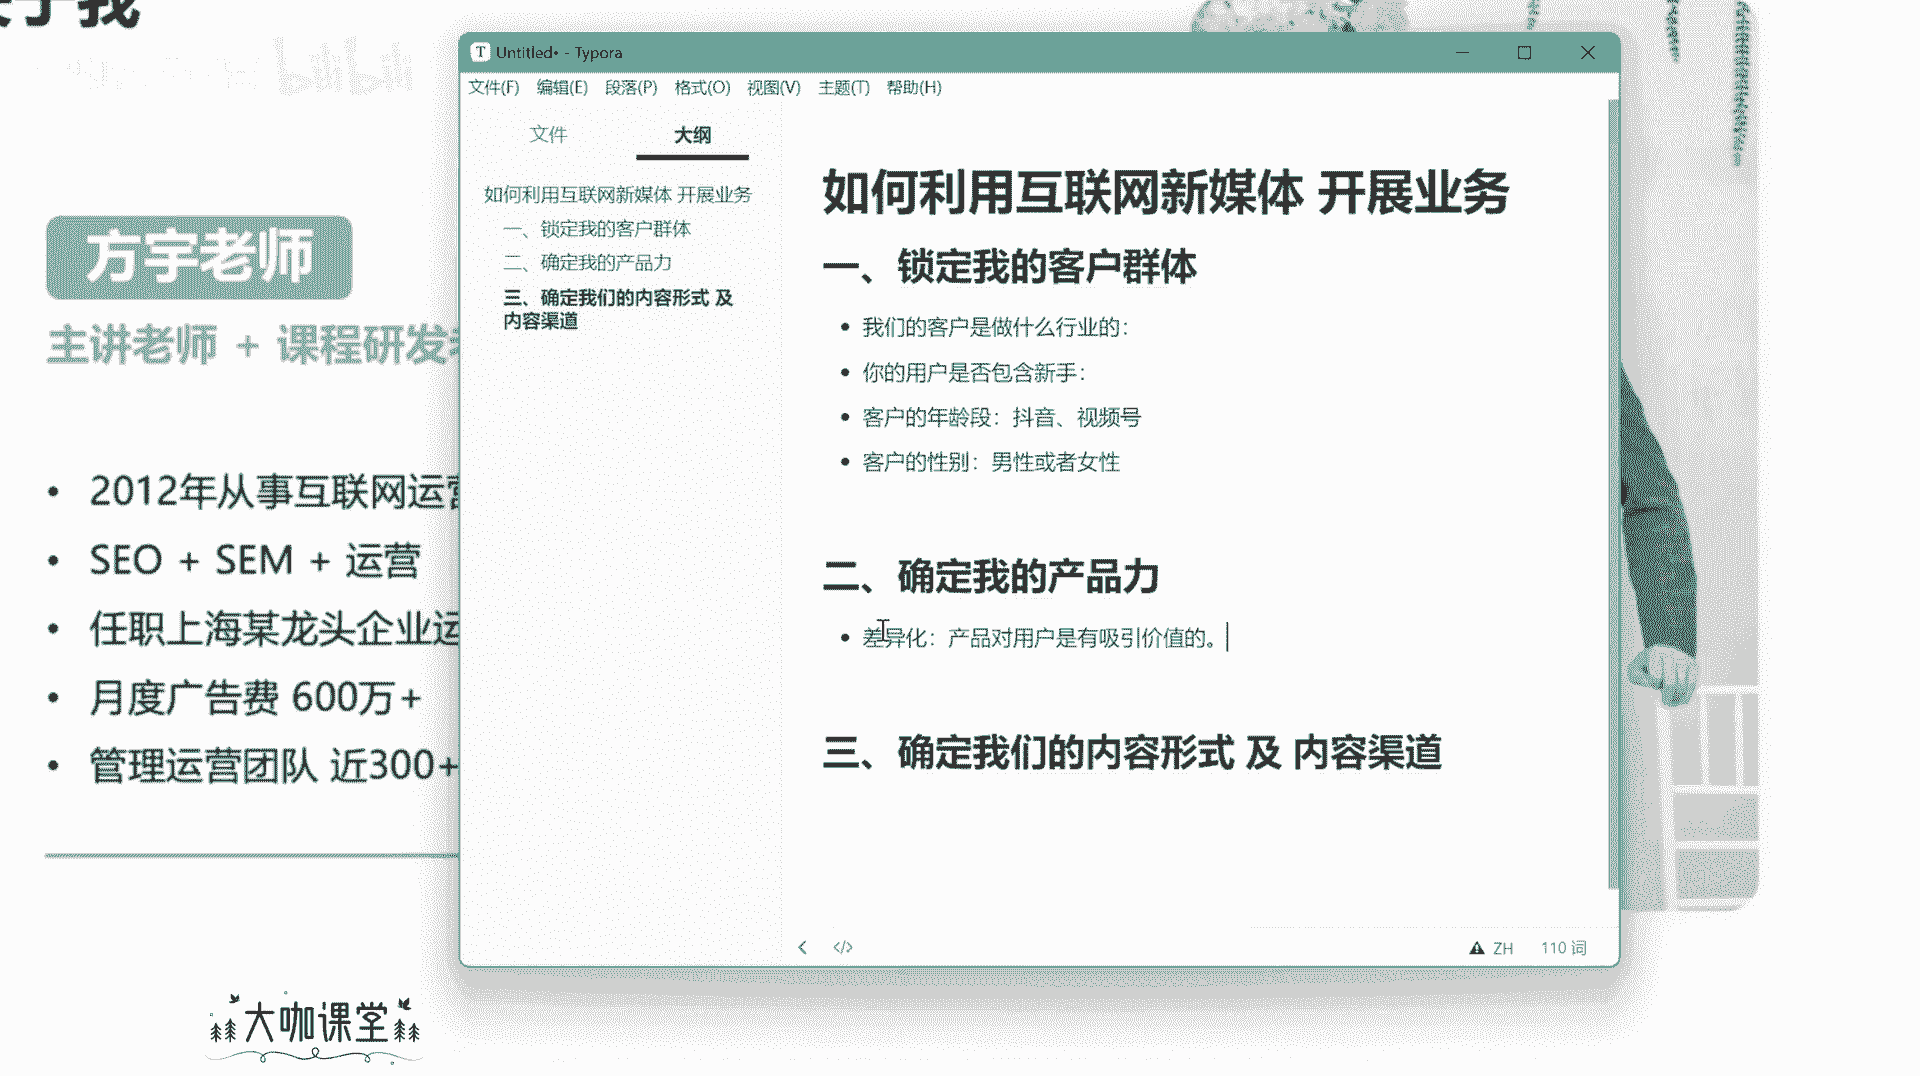 于我
bilibili
方宇老师
主讲老师 + 课程研发
• 2012年从事互联网运营
• SEO + SEM + 运营
• 任职上海某龙头企业运
• 月度广告费 600万+
• 管理运营团队 近300+
大咖课堂
Untitled• - Typora
文件(F) 编辑(E) 段落(P) 格式(O) 视图(V) 主题(T) 帮助(H)
文件 大纲
如何利用互联网新媒体 开展业务
一、锁定我的客户群体
二、确定我的产品力
三、确定我们的内容形式 及
内容渠道
如何利用互联网新媒体 开展业务
一、锁定我的客户群体
• 我们的客户是做什么行业的：
• 你的用户是否包含新手：
• 客户的年龄段：抖音、视频号
• 客户的性别：男性或者女性
二、确定我的产品力
• 差异化：产品对用户是有吸引价值的。
三、确定我们的内容形式 及 内容渠道
ZH 110 词